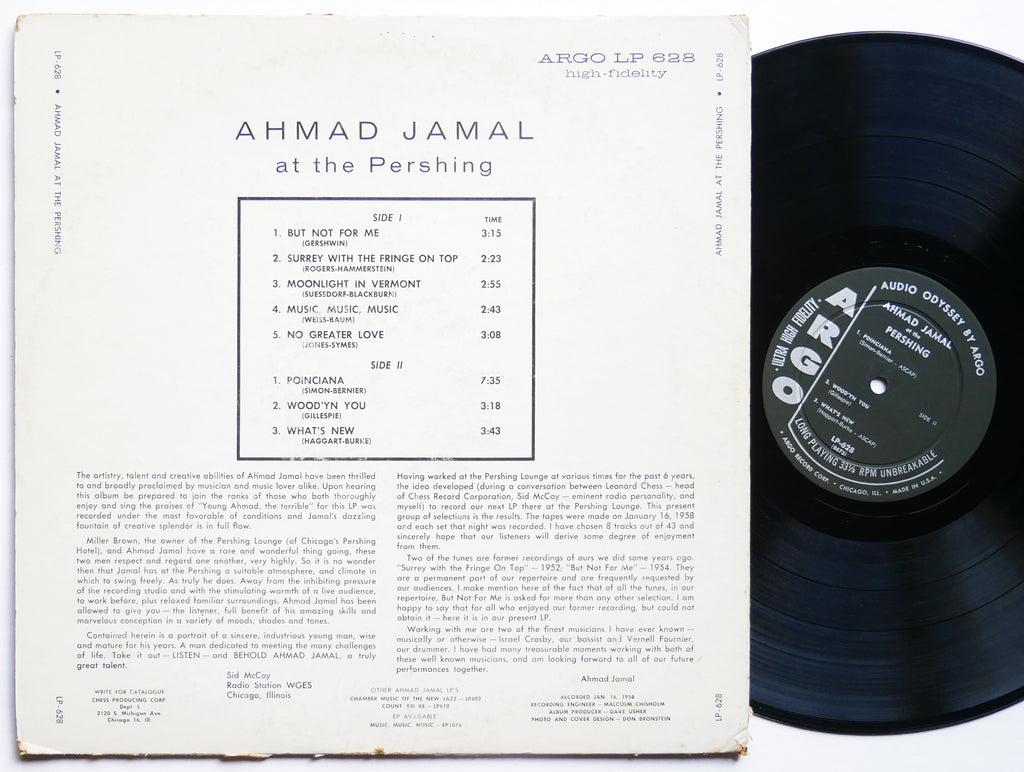 LP-628 • AHMAD JAMAL AT THE PERSHING
LP-628
ARGO LP 628
high-fidelity
AHMAD JAMAL
at the Pershing
SIDE I
TIME
1. BUT NOT FOR ME 3:15
(GERSHWIN)
2. SURREY WITH THE FRINGE ON TOP 2:23
(ROGERS-HAMMERSTEIN)
3. MOONLIGHT IN VERMONT 2:55
(SUESSDORF-BLACKBURN)
4. MUSIC, MUSIC, MUSIC 2:43
(WEISS-BAUM)
5. NO GREATER LOVE 3:08
(JONES-SYMES)
SIDE II
1. POINCIANA 7:35
(SIMON-BERNIER)
2. WOOD'YN YOU 3:18
(GILLESPIE)
3. WHAT'S NEW 3:43
(HAGGART-BURKE)
The artistry, talent and creative abilities of Ahmad Jamal have been thrilled
to and broadly proclaimed by musician and music lover alike. Upon hearing
this album be prepared to join the ranks of those who both thoroughly
enjoy and sing the praises of "Young Ahmad, the terrible" for this LP was
recorded under the most favorable of conditions and Jamal's dazzling
fountain of creative splendor is in full flow.
Miller Brown, the owner of the Pershing Lounge (of Chicago's Pershing
Hotel), and Ahmad Jamal have a rare and wonderful thing going, these
two men respect and regard one another, very highly. So it is no wonder
then that Jamal has at the Pershing a suitable atmosphere, and climate in
which to swing freely. As truly he does. Away from the inhibiting pressure
of the recording studio and with the stimulating warmth of a live audience,
to work before, plus relaxed familiar surroundings, Ahmad Jamal has been
allowed to give you — the listener, full benefit of his amazing skills and
marvelous conception in a variety of moods, shades and tones.
Contained herein is a portrait of a sincere, industrious young man, wise
and mature for his years. A man dedicated to meeting the many challenges
of life. Take it out — LISTEN — and BEHOLD AHMAD JAMAL, a truly
great talent.
Sid McCoy
Radio Station WGES
Chicago, Illinois
WRITE FOR CATALOGUE
CHESS PRODUCING CORP.
Dept. L
2120 S. Michigan Ave.
Chicago 16, Ill.
Having worked at the Pershing Lounge at various times for the past 6 years,
the idea developed (during a conversation between Leonard Chess — head
of Chess Record Corporation, Sid McCoy — eminent radio personality, and
myself) to record our next LP there at the Pershing Lounge. This present
group of selections is the results. The tapes were made on January 16, 1958
and each set that night was recorded. I have chosen 8 tracks out of 43 and
sincerely hope that our listeners will derive some degree of enjoyment
from them.
Two of the tunes are former recordings of ours we did some years ago.
"Surrey with the Fringe On Top" — 1952; "But Not For Me" — 1954. They
are a permanent part of our repertoire and are frequently requested by
our audiences. I make mention here of the fact that of all the tunes, in our
repertoire, But Not For Me is asked for more than any other selection. I am
happy to say that for all who enjoyed our former recording, but could not
obtain it — here it is in our present LP.
Working with me are two of the finest musicians I have ever known —
musically or otherwise — Israel Crosby, our bassist and Vernell Fournier,
our drummer. I have had many treasurable moments working with both of
these well known musicians, and am looking forward to all of our future
performances together.
Ahmad Jamal
OTHER AHMAD JAMAL LP'S
CHAMBER MUSIC OF THE NEW JAZZ — LP602
COUNT 'EM 88 — LP610
EP AVAILABLE
MUSIC, MUSIC, MUSIC — EP1076
RECORDED JAN. 16, 1958
RECORDING ENGINEER — MALCOLM CHISHOLM
ALBUM PRODUCER — DAVE USHER
PHOTO AND COVER DESIGN — DON BRONSTEIN
AHMAD JAMAL AT THE PERSHING • LP-628
LP-628
ARGO
• ULTRA HIGH FIDELITY •
AUDIO ODYSSEY BY ARGO
AHMAD JAMAL
at the
PERSHING
1. POINCIANA
(Simon-Bernier - ASCAP)
2. WOOD'YN YOU
(Gillespie)
3. WHAT'S NEW
(Haggart-Burke - ASCAP)
SIDE II
LP-628
(8672)
LONG PLAYING 33⅓ RPM UNBREAKABLE
• ARGO RECORD CORP. • CHICAGO, ILL. • MADE IN U.S.A. •